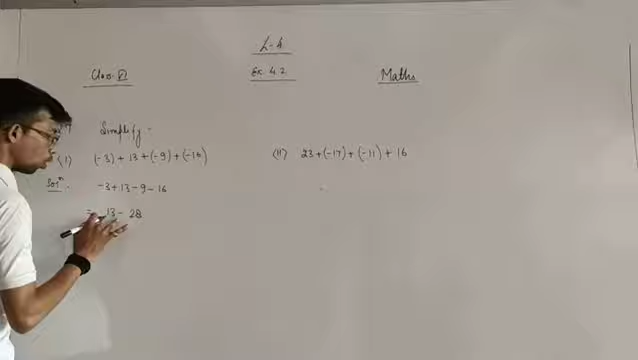 L-4
Class-VI
Ex 4.2
Maths
Simplify:
(I) (-3) + 13 + (-9) + (-16)
(II) 23 + (-17) + (-11) + 16
Solⁿ. -3 + 13 - 9 - 16
= 13 - 28